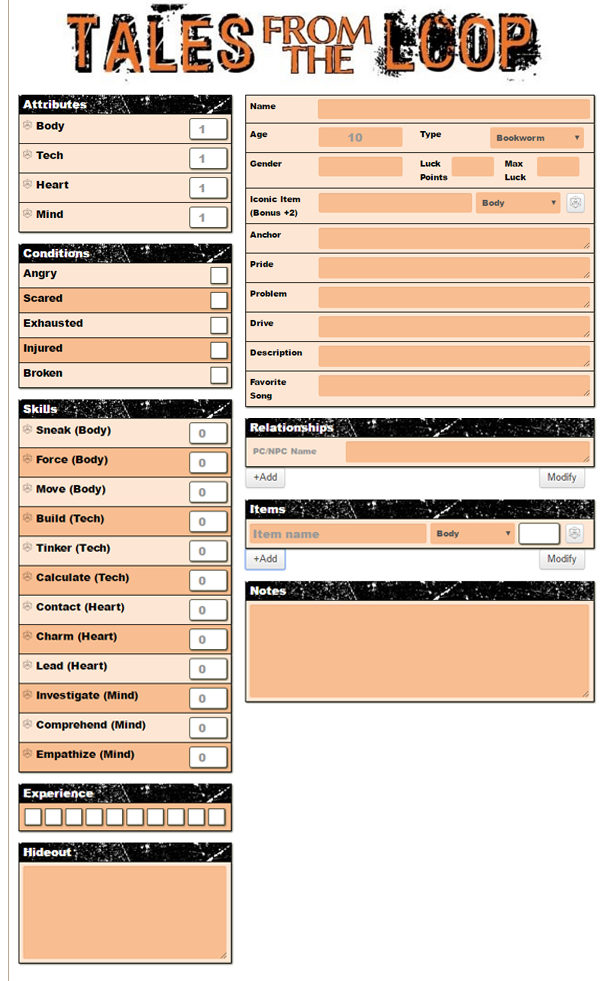 TALES FROM THE LOOP
Attributes
Body 1
Tech 1
Heart 1
Mind 1
Conditions
Angry
Scared
Exhausted
Injured
Broken
Skills
Sneak (Body) 0
Force (Body) 0
Move (Body) 0
Build (Tech) 0
Tinker (Tech) 0
Calculate (Tech) 0
Contact (Heart) 0
Charm (Heart) 0
Lead (Heart) 0
Investigate (Mind) 0
Comprehend (Mind) 0
Empathize (Mind) 0
Experience
Hideout
Name
Age 10 Type Bookworm
Gender Luck Points Max Luck
Iconic Item (Bonus +2) Body
Anchor
Pride
Problem
Drive
Description
Favorite Song
Relationships
PC/NPC Name
+Add Modify
Items
Item name Body
+Add Modify
Notes